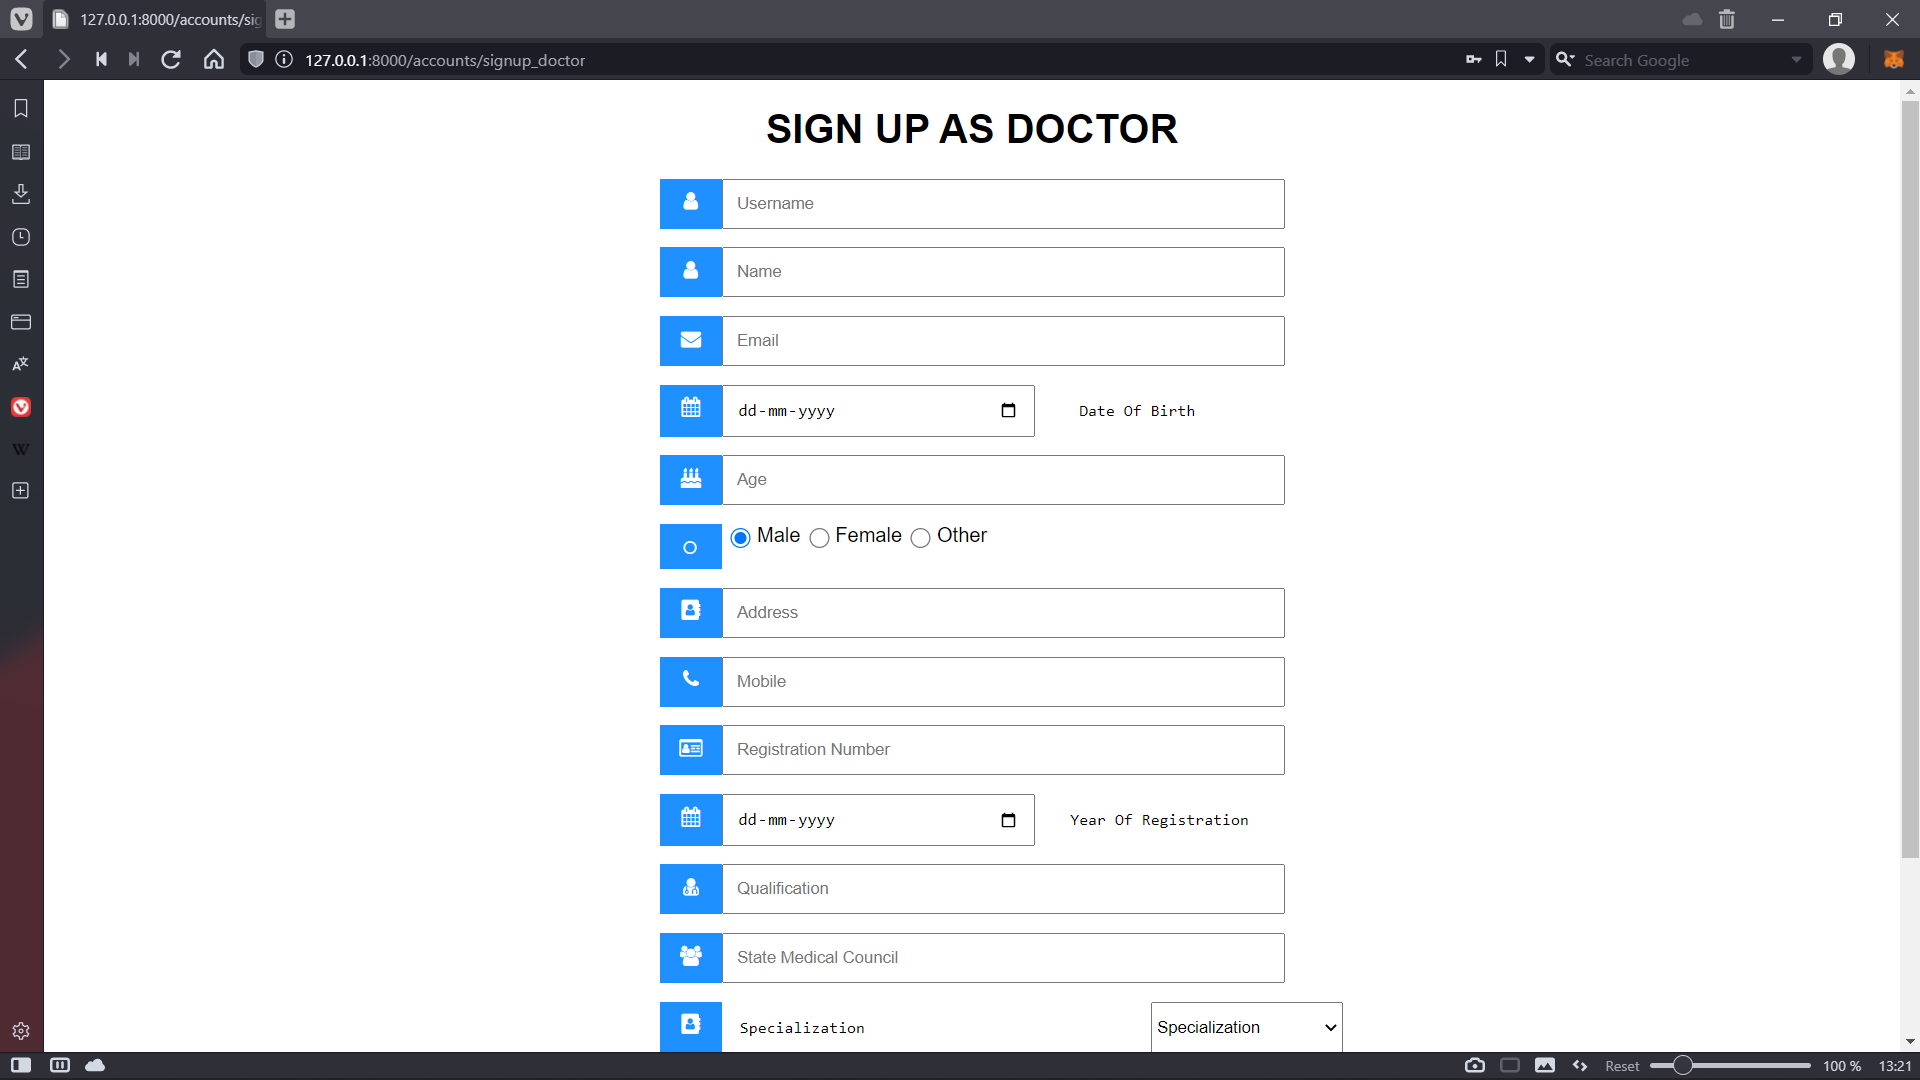 127.0.0.1:8000/accounts/sig
127.0.0.1:8000/accounts/signup_doctor
Search Google
SIGN UP AS DOCTOR
Username
Name
Email
dd-mm-yyyy Date Of Birth
Age
Male Female Other
Address
Mobile
Registration Number
dd-mm-yyyy Year Of Registration
Qualification
State Medical Council
Specialization Specialization
Reset 100 % 13:21